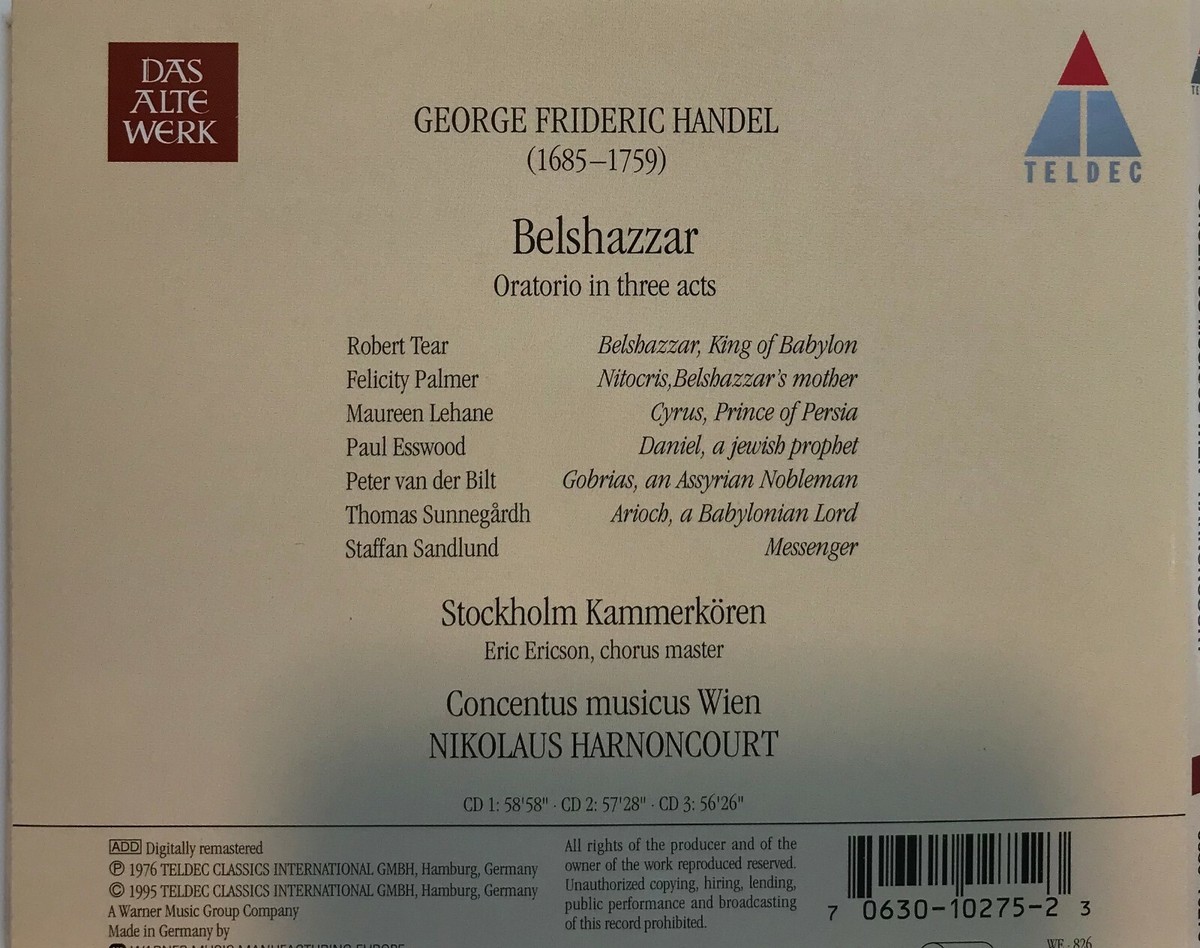 DAS
ALTE
WERK
TELDEC
GEORGE FRIDERIC HANDEL
(1685–1759)
Belshazzar
Oratorio in three acts
Robert Tear Belshazzar, King of Babylon
Felicity Palmer Nitocris,Belshazzar's mother
Maureen Lehane Cyrus, Prince of Persia
Paul Esswood Daniel, a jewish prophet
Peter van der Bilt Gobrias, an Assyrian Nobleman
Thomas Sunnegårdh Arioch, a Babylonian Lord
Staffan Sandlund Messenger
Stockholm Kammerkören
Eric Ericson, chorus master
Concentus musicus Wien
NIKOLAUS HARNONCOURT
CD 1: 58'58" · CD 2: 57'28" · CD 3: 56'26"
ADD Digitally remastered
℗ 1976 TELDEC CLASSICS INTERNATIONAL GMBH, Hamburg, Germany
© 1995 TELDEC CLASSICS INTERNATIONAL GMBH, Hamburg, Germany
A Warner Music Group Company
Made in Germany by
WARNER MUSIC MANUFACTURING EUROPE
All rights of the producer and of the
owner of the work reproduced reserved.
Unauthorized copying, hiring, lending,
public performance and broadcasting
of this record prohibited.
7 0630-10275-2 3
WE - 826